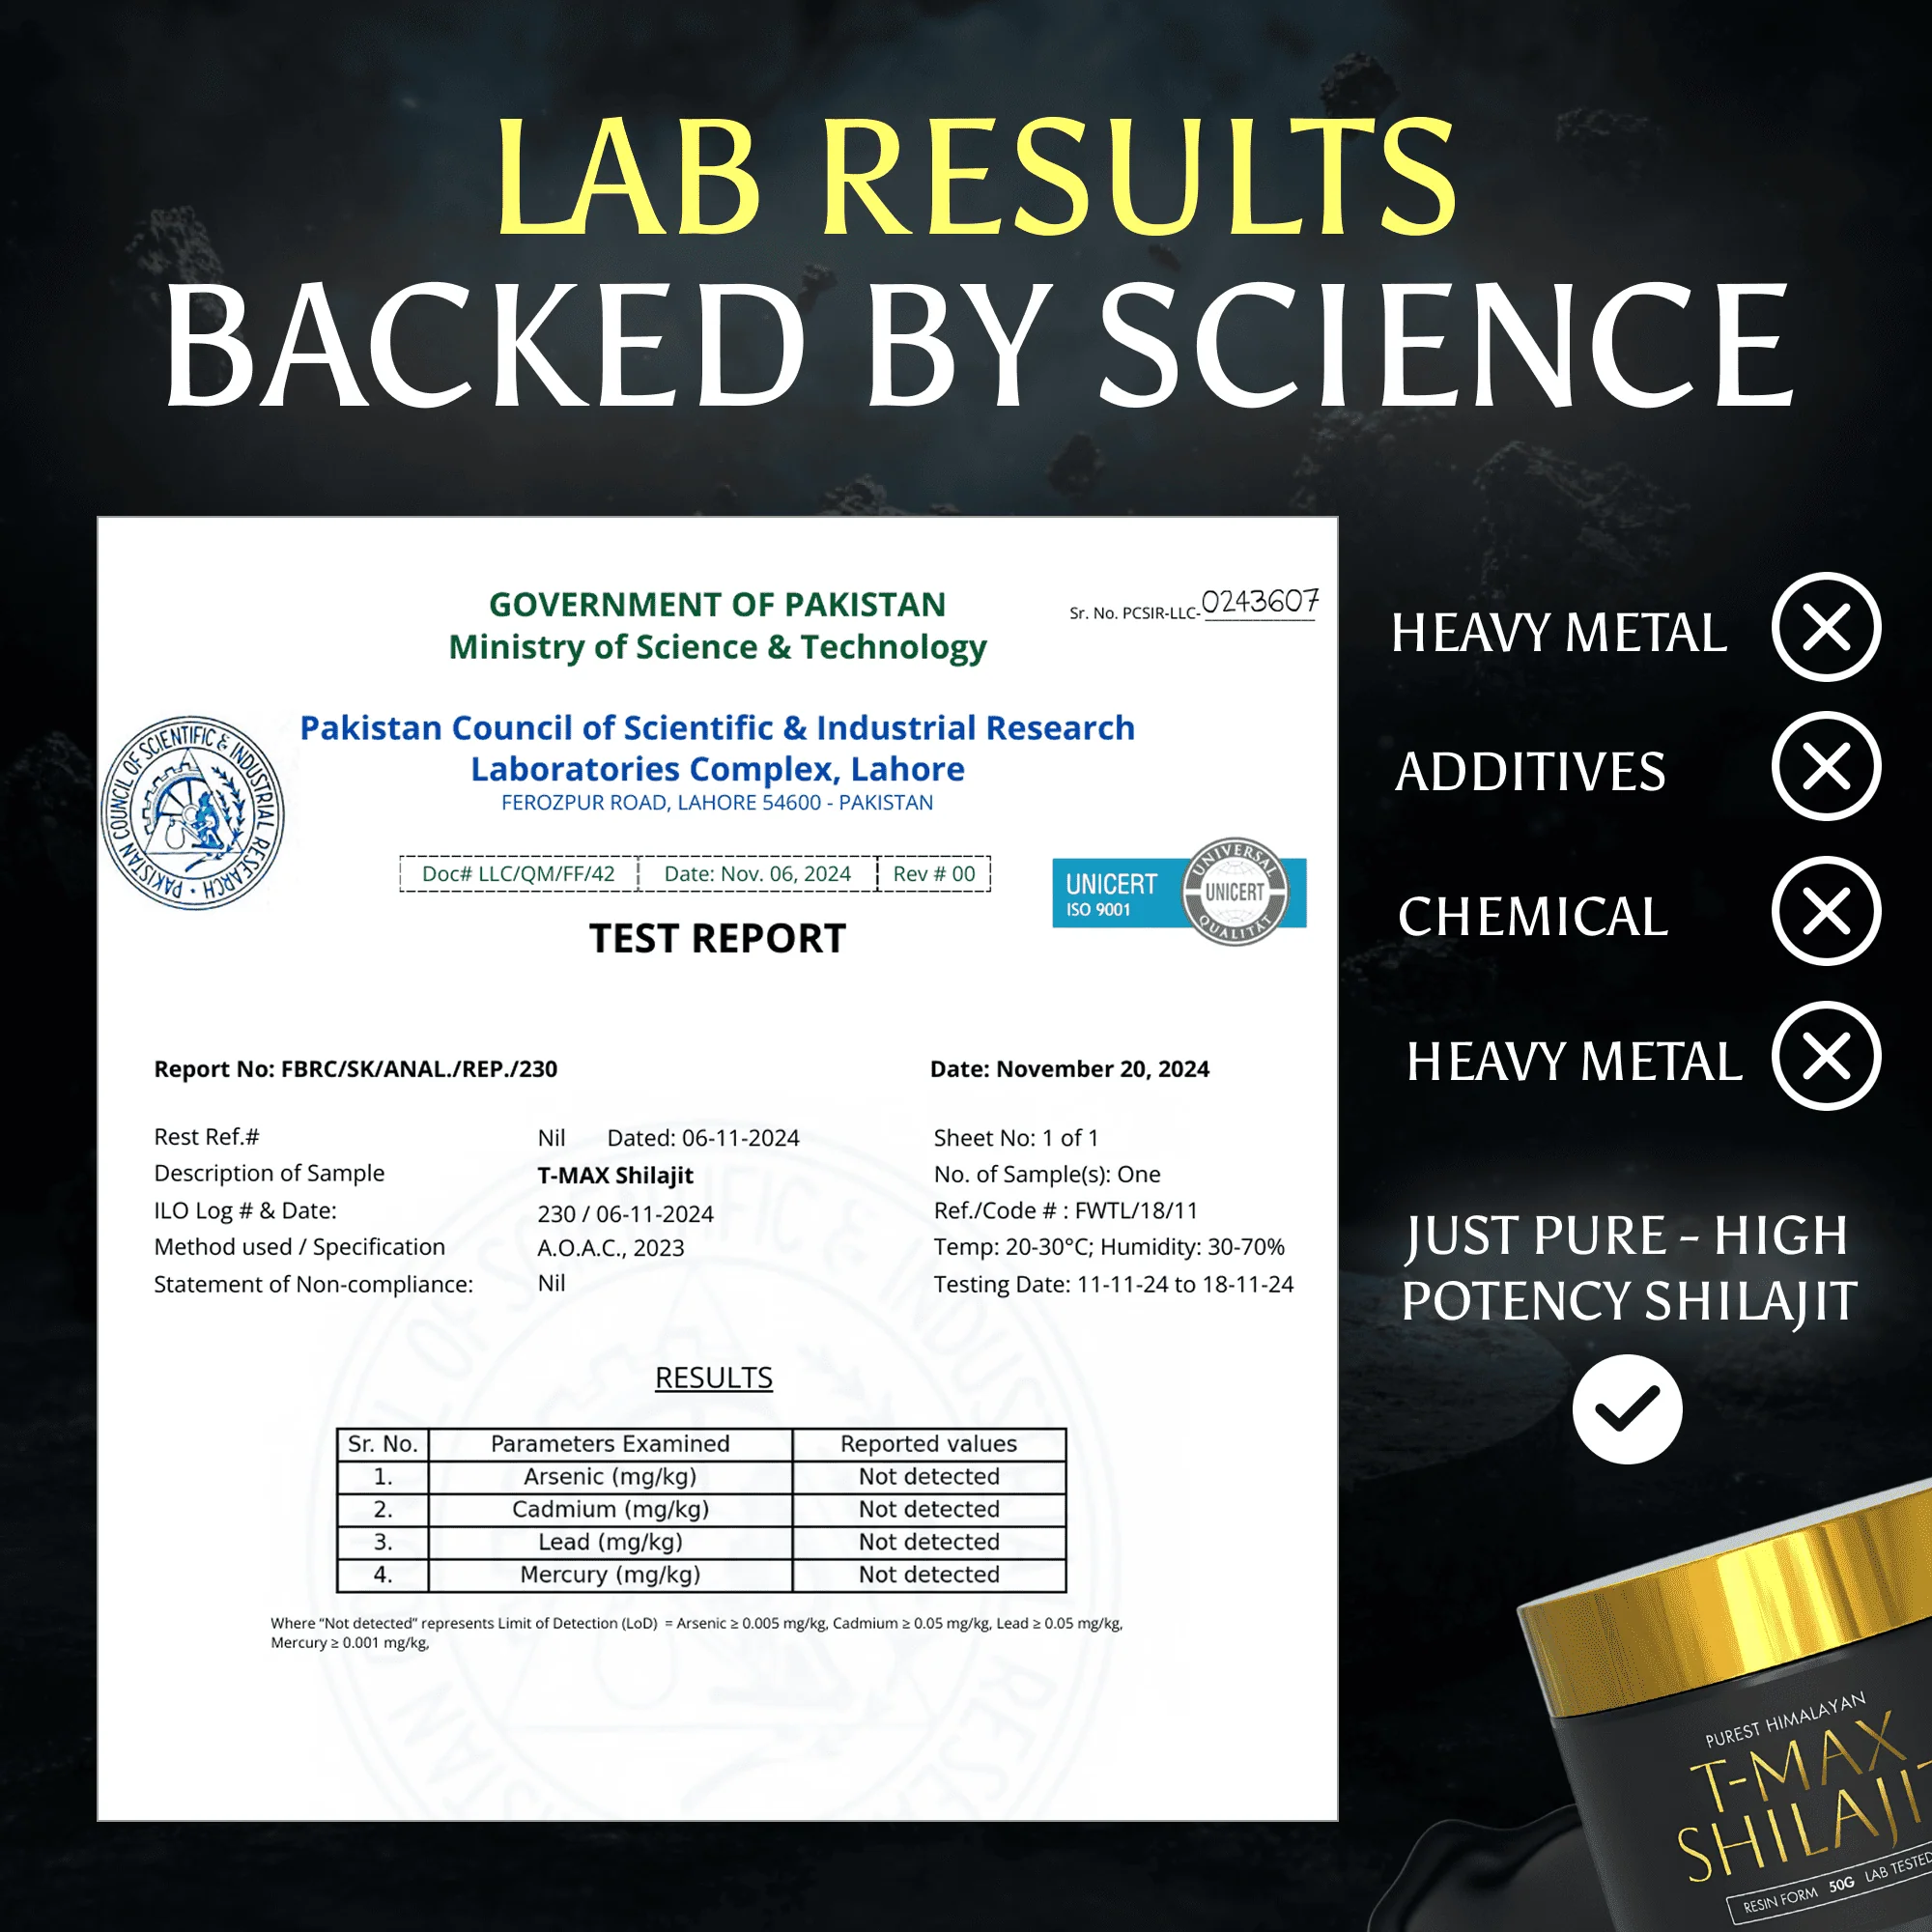 LAB RESULTS
BACKED BY SCIENCE
GOVERNMENT OF PAKISTAN
Ministry of Science & Technology
Sr. No. PCSIR-LLC-0243607
Pakistan Council of Scientific & Industrial Research
Laboratories Complex, Lahore
FEROZPUR ROAD, LAHORE 54600 - PAKISTAN
PAKISTAN COUNCIL OF SCIENTIFIC & INDUSTRIAL RESEARCH
Doc# LLC/QM/FF/42 Date: Nov. 06, 2024 Rev # 00
UNICERT
ISO 9001
UNIVERSAL
UNICERT
QUALITÄT
TEST REPORT
Report No: FBRC/SK/ANAL./REP./230 Date: November 20, 2024
Rest Ref.# Nil Dated: 06-11-2024 Sheet No: 1 of 1
Description of Sample T-MAX Shilajit No. of Sample(s): One
ILO Log # & Date: 230 / 06-11-2024 Ref./Code # : FWTL/18/11
Method used / Specification A.O.A.C., 2023 Temp: 20-30°C; Humidity: 30-70%
Statement of Non-compliance: Nil Testing Date: 11-11-24 to 18-11-24
RESULTS
Sr. No. Parameters Examined Reported values
1. Arsenic (mg/kg) Not detected
2. Cadmium (mg/kg) Not detected
3. Lead (mg/kg) Not detected
4. Mercury (mg/kg) Not detected
Where “Not detected” represents Limit of Detection (LoD) = Arsenic ≥ 0.005 mg/kg, Cadmium ≥ 0.05 mg/kg, Lead ≥ 0.05 mg/kg,
Mercury ≥ 0.001 mg/kg,
HEAVY METAL
ADDITIVES
CHEMICAL
HEAVY METAL
JUST PURE - HIGH
POTENCY SHILAJIT
PUREST HIMALAYAN
T-MAX
SHILAJIT
RESIN FORM 50G LAB TESTED